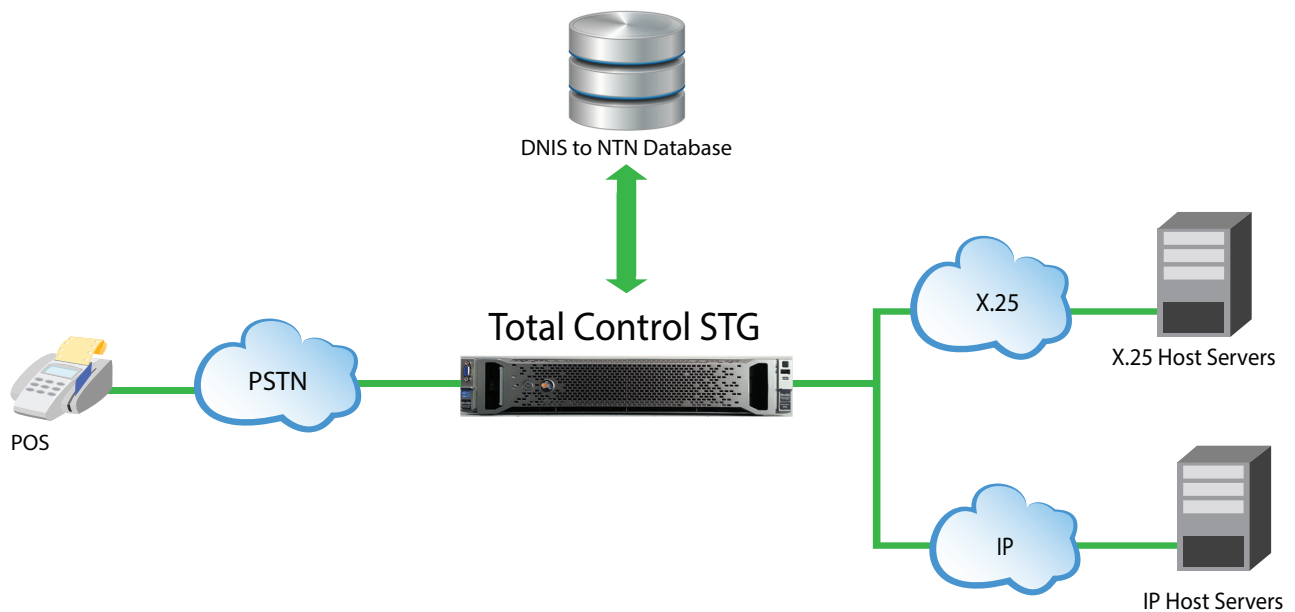 DNIS to NTN Database
Total Control STG
X.25
X.25 Host Servers
PSTN
POS
IP
IP Host Servers